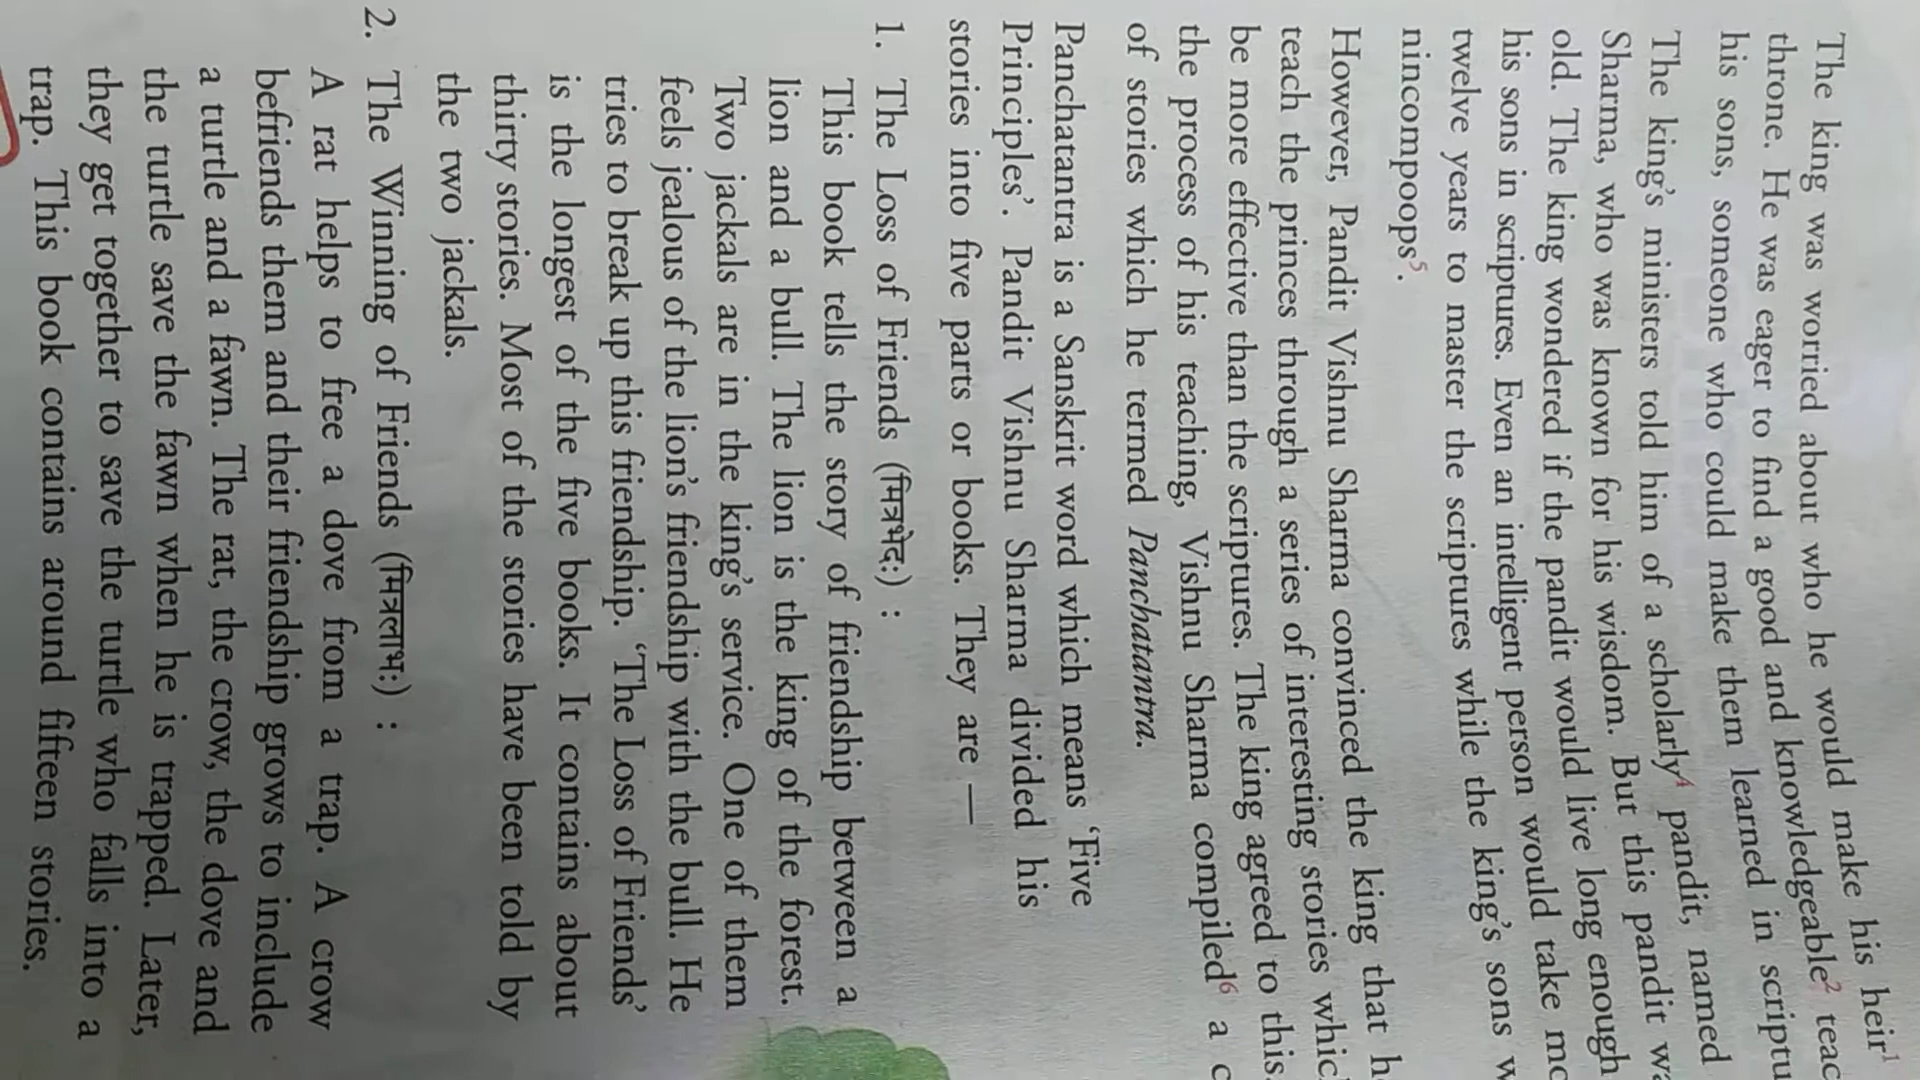 The king was worried about who he would make his heir¹
throne. He was eager to find a good and knowledgeable²
his sons, someone who could make them learned in
The king's ministers told him of a scholarly⁴ pandit, named
Sharma, who was known for his wisdom. But this pandit
old. The king wondered if the pandit would live long enough
his sons in scriptures. Even an intelligent person would take
twelve years to master the scriptures while the king's sons
nincompoops⁵.
However, Pandit Vishnu Sharma convinced the king that
teach the princes through a series of interesting stories
be more effective than the scriptures. The king agreed to this.
the process of his teaching, Vishnu Sharma compiled⁶ a
of stories which he termed Panchatantra.
Panchatantra is a Sanskrit word which means ‘Five
Principles’. Pandit Vishnu Sharma divided his
stories into five parts or books. They are —
1. The Loss of Friends (मित्रभेदः) :
This book tells the story of friendship between a
lion and a bull. The lion is the king of the forest.
Two jackals are in the king's service. One of them
feels jealous of the lion's friendship with the bull. He
tries to break up this friendship. ‘The Loss of Friends’
is the longest of the five books. It contains about
thirty stories. Most of the stories have been told by
the two jackals.
2. The Winning of Friends (मित्रलाभः) :
A rat helps to free a dove from a trap. A crow
befriends them and their friendship grows to include
a turtle and a fawn. The rat, the crow, the dove and
the turtle save the fawn when he is trapped. Later,
they get together to save the turtle who falls into a
trap. This book contains around fifteen stories.